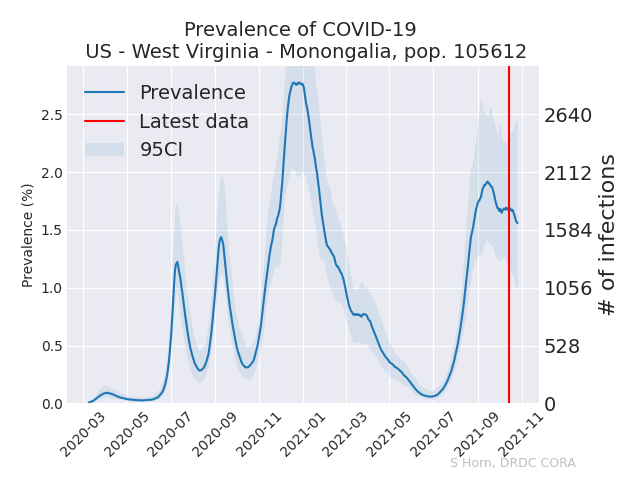 Prevalence of COVID-19
US - West Virginia - Monongalia, pop. 105612
Prevalence
Latest data
95CI
Prevalence (%)
2.5
2.0
1.5
1.0
0.5
0.0
2640
2112
1584
1056
528
0
# of infections
2020-03
2020-05
2020-07
2020-09
2020-11
2021-01
2021-03
2021-05
2021-07
2021-09
2021-11
S Horn, DRDC CORA